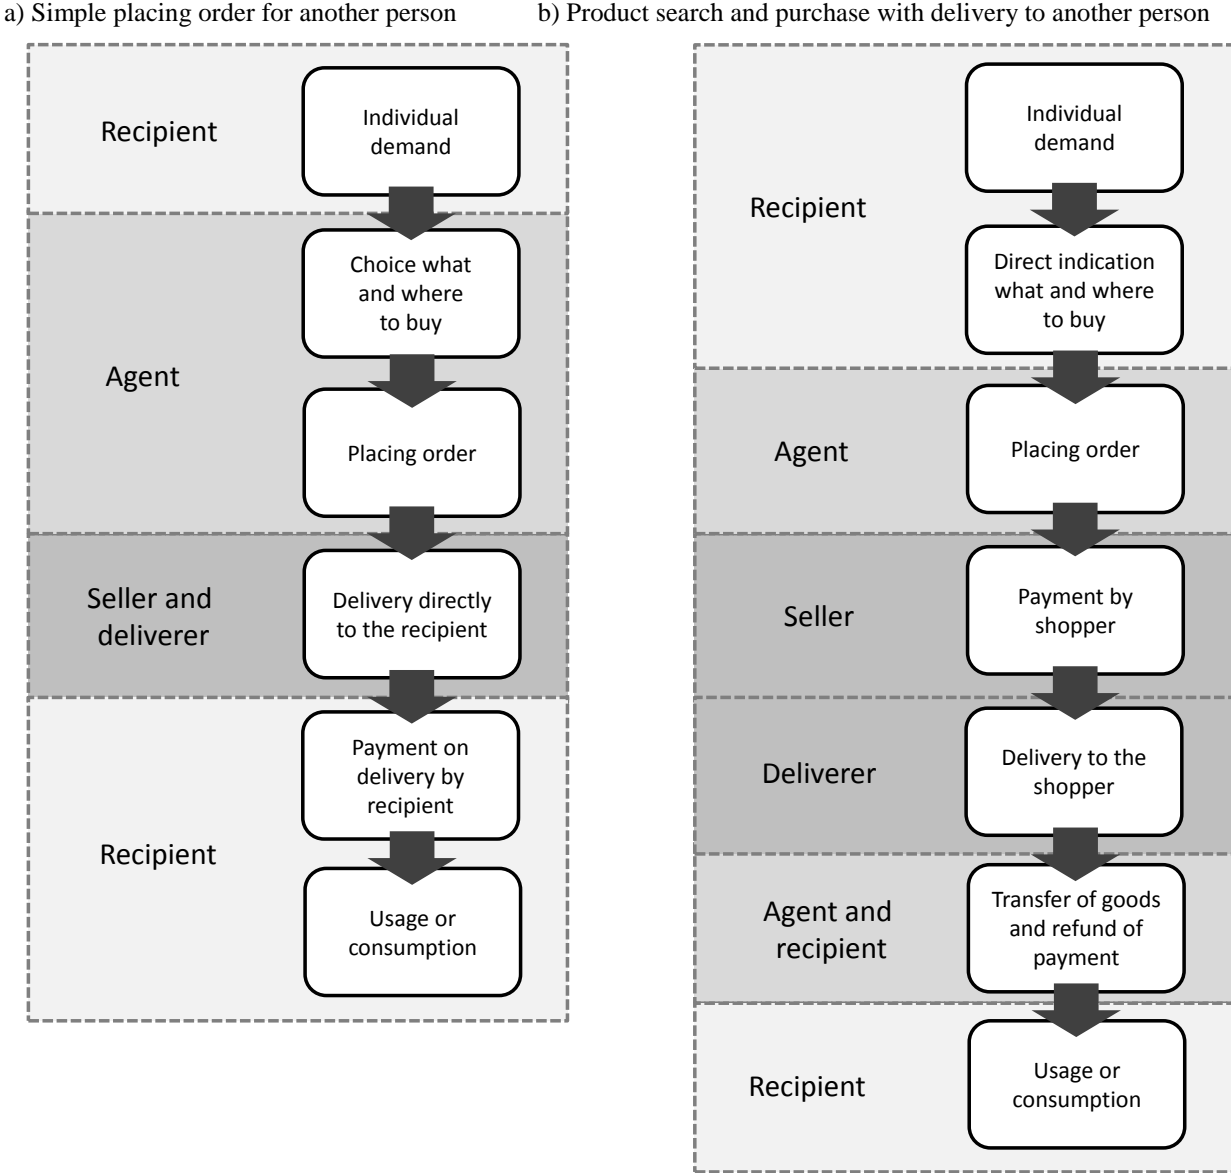 a) Simple placing order for another person
Recipient
Individual
demand
Agent
Choice what
and where
to buy
Placing order
Seller and
deliverer
Delivery directly
to the recipient
Recipient
Payment on
delivery by
recipient
Usage or
consumption
b) Product search and purchase with delivery to another person
Recipient
Individual
demand
Direct indication
what and where
to buy
Agent
Placing order
Seller
Payment by
shopper
Deliverer
Delivery to the
shopper
Agent and
recipient
Transfer of goods
and refund of
payment
Recipient
Usage or
consumption